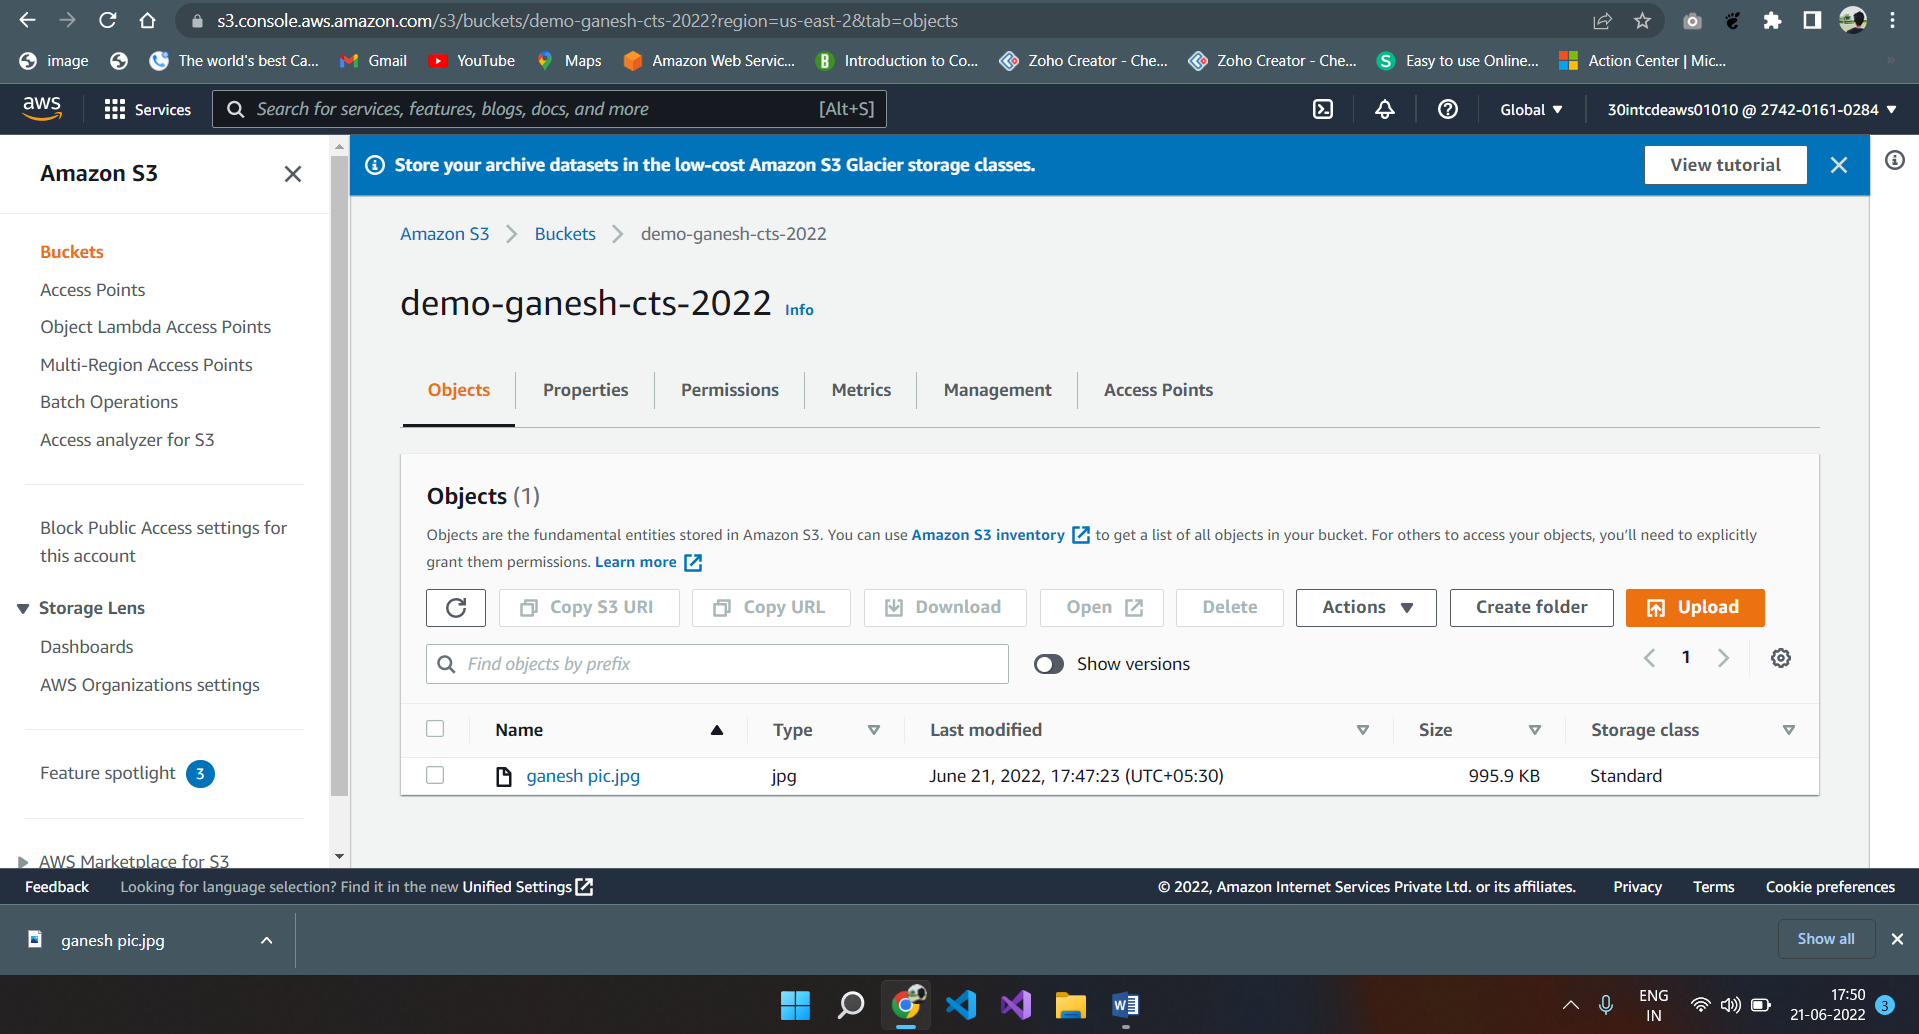 s3.console.aws.amazon.com/s3/buckets/demo-ganesh-cts-2022?region=us-east-2&tab=objects
image The world's best Ca... Gmail YouTube Maps Amazon Web Servic... Introduction to Co... Zoho Creator - Che... Zoho Creator - Che... Easy to use Online... Action Center | Mic...
aws Services Search for services, features, blogs, docs, and more [Alt+S] Global 30intcdeaws01010 @ 2742-0161-0284
Amazon S3
Buckets
Access Points
Object Lambda Access Points
Multi-Region Access Points
Batch Operations
Access analyzer for S3
Block Public Access settings for
this account
Storage Lens
Dashboards
AWS Organizations settings
Feature spotlight 3
AWS Marketplace for S3
Store your archive datasets in the low-cost Amazon S3 Glacier storage classes. View tutorial
Amazon S3 Buckets demo-ganesh-cts-2022
demo-ganesh-cts-2022 Info
Objects Properties Permissions Metrics Management Access Points
Objects (1)
Objects are the fundamental entities stored in Amazon S3. You can use Amazon S3 inventory to get a list of all objects in your bucket. For others to access your objects, you'll need to explicitly
grant them permissions. Learn more
Copy S3 URI Copy URL Download Open Delete Actions Create folder Upload
Find objects by prefix Show versions 1
Name Type Last modified Size Storage class
ganesh pic.jpg jpg June 21, 2022, 17:47:23 (UTC+05:30) 995.9 KB Standard
Feedback Looking for language selection? Find it in the new Unified Settings © 2022, Amazon Internet Services Private Ltd. or its affiliates. Privacy Terms Cookie preferences
ganesh pic.jpg Show all
ENG 17:50
IN 21-06-2022 3